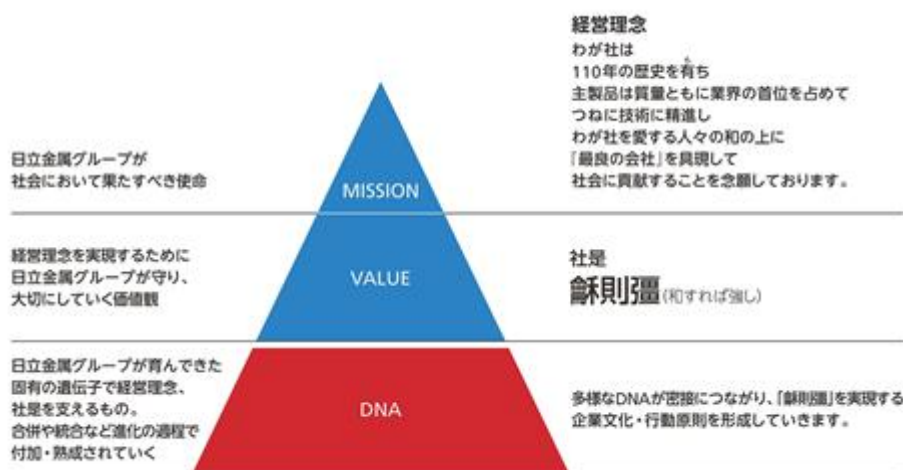 経営理念
わが社は
110年の歴史を有ち
主製品は質量ともに業界の首位を占めて
つねに技術に精進し
わが社を愛する人々の和の上に
「最良の会社」を具現して
社会に貢献することを念願しております。
日立金属グループが
社会において果たすべき使命
MISSION
経営理念を実現するために
日立金属グループが守り、
大切にしていく価値観
VALUE
社是
龢則彊(和すれば強し)
日立金属グループが育んできた
固有の遺伝子で経営理念、
社是を支えるもの。
合併や統合など進化の過程で
付加・熟成されていく
DNA
多様なDNAが密接につながり、「龢則彊」を実現する
企業文化・行動原則を形成していきます。